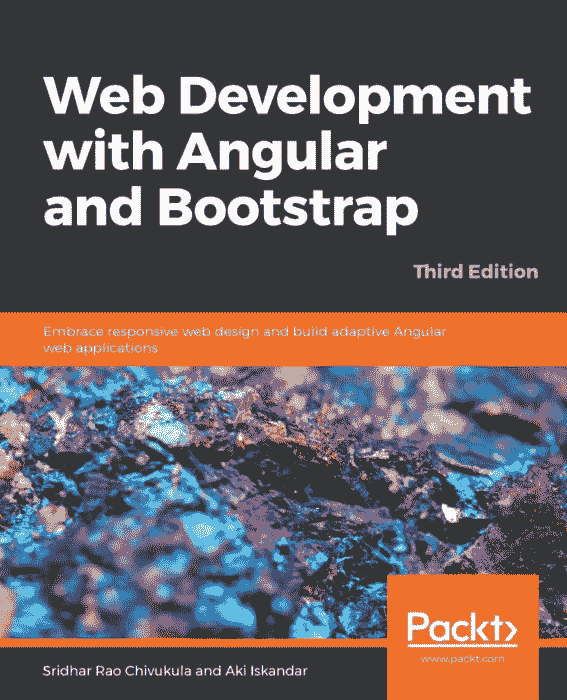 Web Development
with Angular
and Bootstrap
Third Edition
Embrace responsive web design and build adaptive Angular
web applications
Packt>
www.packt.com
Sridhar Rao Chivukula and Aki Iskandar